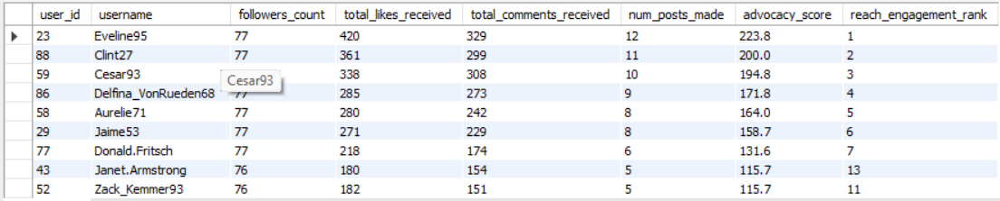 user_id username followers_count total_likes_received total_comments_received num_posts_made advocacy_score reach_engagement_rank
23 Eveline95 77 420 329 12 223.8 1
88 Clint27 77 361 299 11 200.0 2
59 Cesar93 338 308 10 194.8 3
Cesar93
86 Delfina_VonRueden68 77 285 273 9 171.8 4
58 Aurelie71 77 280 242 8 164.0 5
29 Jaime53 77 271 229 8 158.7 6
77 Donald.Fritsch 77 218 174 6 131.6 7
43 Janet.Armstrong 76 180 154 5 115.7 13
52 Zack_Kemmer93 76 182 151 5 115.7 11